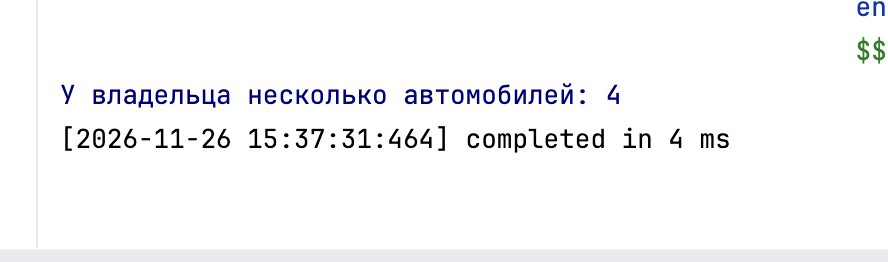 en
$$
У владельца несколько автомобилей: 4
[2026-11-26 15:37:31:464] completed in 4 ms